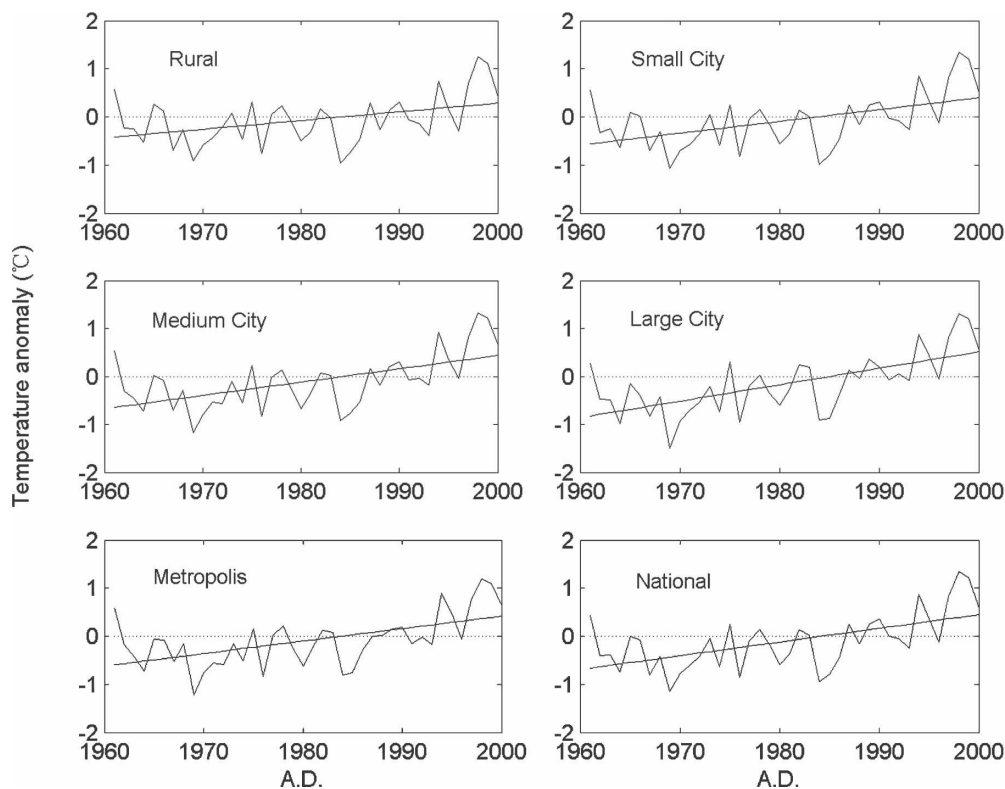 Temperature anomaly (℃)
Rural
2
1
0
-1
-2
1960 1970 1980 1990 2000
Small City
2
1
0
-1
-2
1960 1970 1980 1990 2000
Medium City
2
1
0
-1
-2
1960 1970 1980 1990 2000
Large City
2
1
0
-1
-2
1960 1970 1980 1990 2000
Metropolis
2
1
0
-1
-2
1960 1970 1980 1990 2000
A.D.
National
2
1
0
-1
-2
1960 1970 1980 1990 2000
A.D.